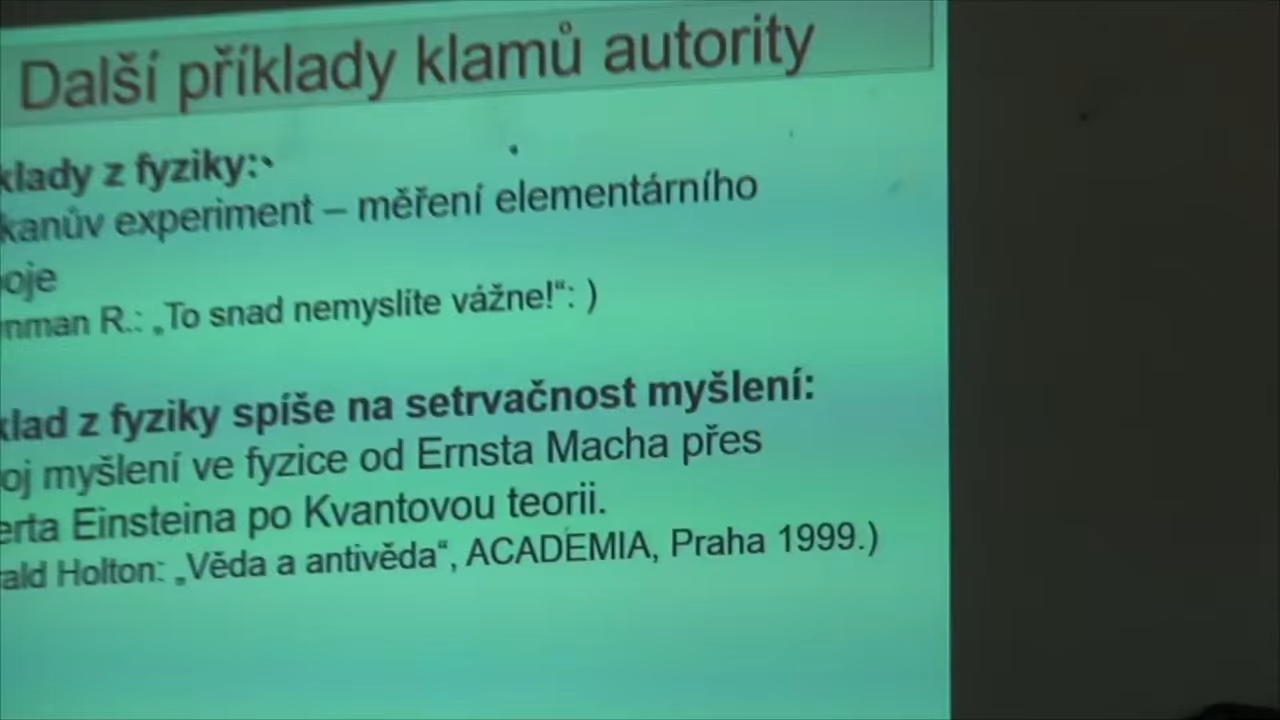 Další příklady klamů autority
klady z fyziky:
kanův experiment – měření elementárního
oje
nman R.: „To snad nemyslíte vážne!“: )
klad z fyziky spíše na setrvačnost myšlení:
oj myšlení ve fyzice od Ernsta Macha přes
erta Einsteina po Kvantovou teorii.
ald Holton: „Věda a antivěda“, ACADEMIA, Praha 1999.)